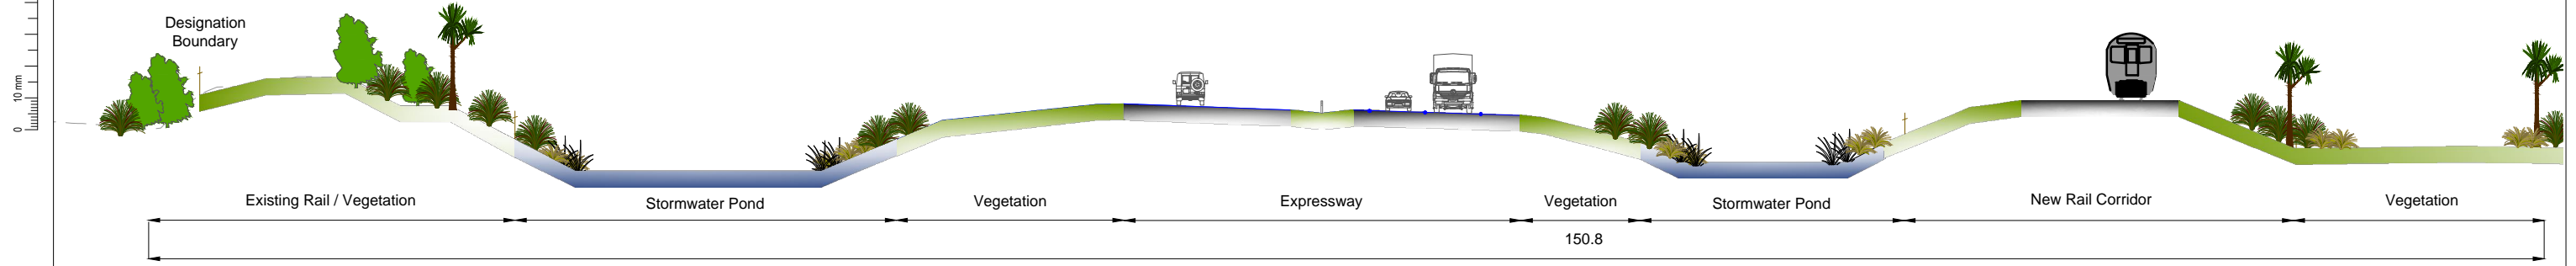 Designation
Boundary
10 mm
0
Existing Rail / Vegetation
Stormwater Pond
Vegetation
Expressway
Vegetation
Stormwater Pond
New Rail Corridor
Vegetation
150.8